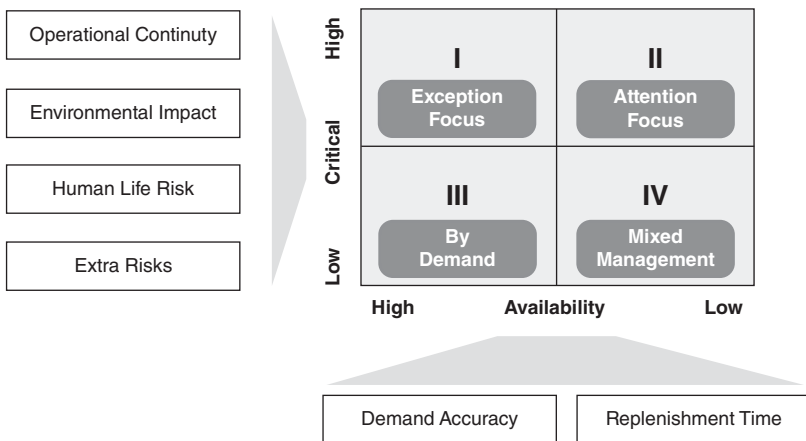 Operational Continuty
Environmental Impact
Human Life Risk
Extra Risks
High
Critical
Low
I
Exception
Focus
II
Attention
Focus
III
By
Demand
IV
Mixed
Management
High
Availability
Low
Demand Accuracy
Replenishment Time